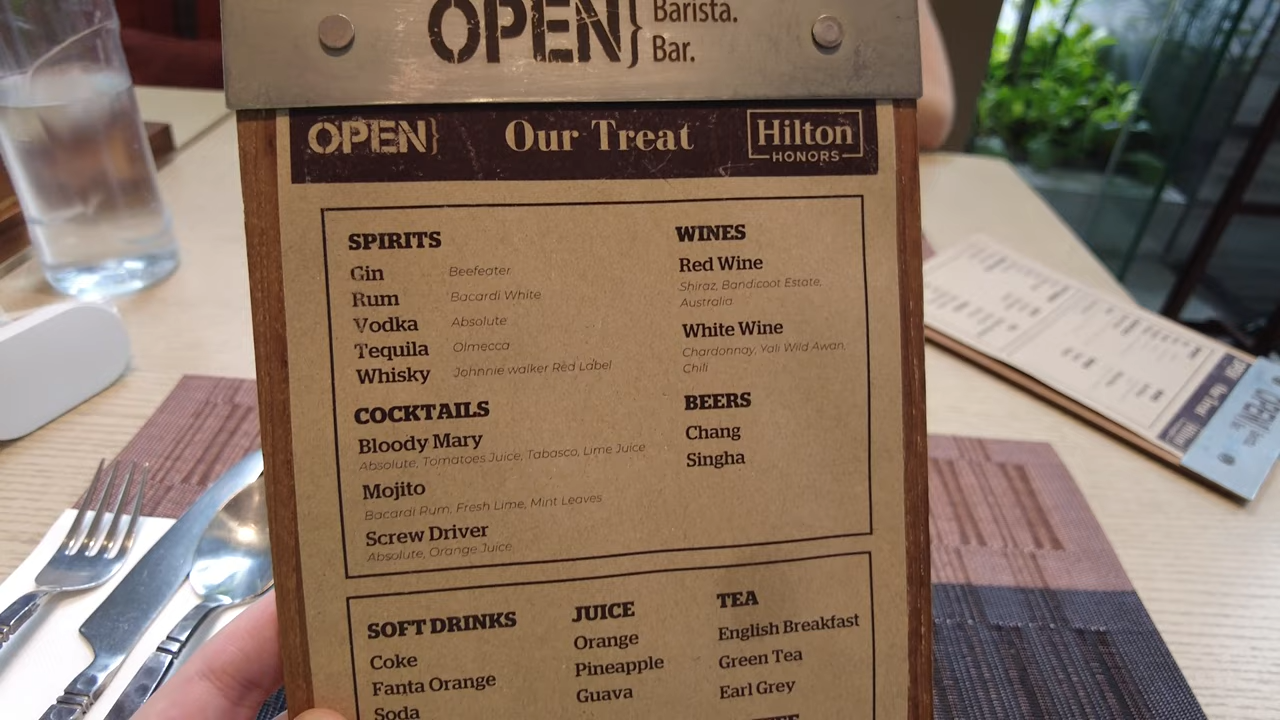 OPEN}
Barista.
Bar.
OPEN} Our Treat Hilton
HONORS
SPIRITS
Gin Beefeater
Rum Bacardi White
Vodka Absolute
Tequila Olmecca
Whisky Johnnie walker Red Label
COCKTAILS
Bloody Mary
Absolute, Tomatoes Juice, Tabasco, Lime Juice
Mojito
Bacardi Rum, Fresh Lime, Mint Leaves
Screw Driver
Absolute, Orange Juice
WINES
Red Wine
Shiraz, Bandicoot Estate,
Australia
White Wine
Chardonnay, Yali Wild Awan,
Chili
BEERS
Chang
Singha
SOFT DRINKS
Coke
Fanta Orange
Soda
JUICE
Orange
Pineapple
Guava
TEA
English Breakfast
Green Tea
Earl Grey